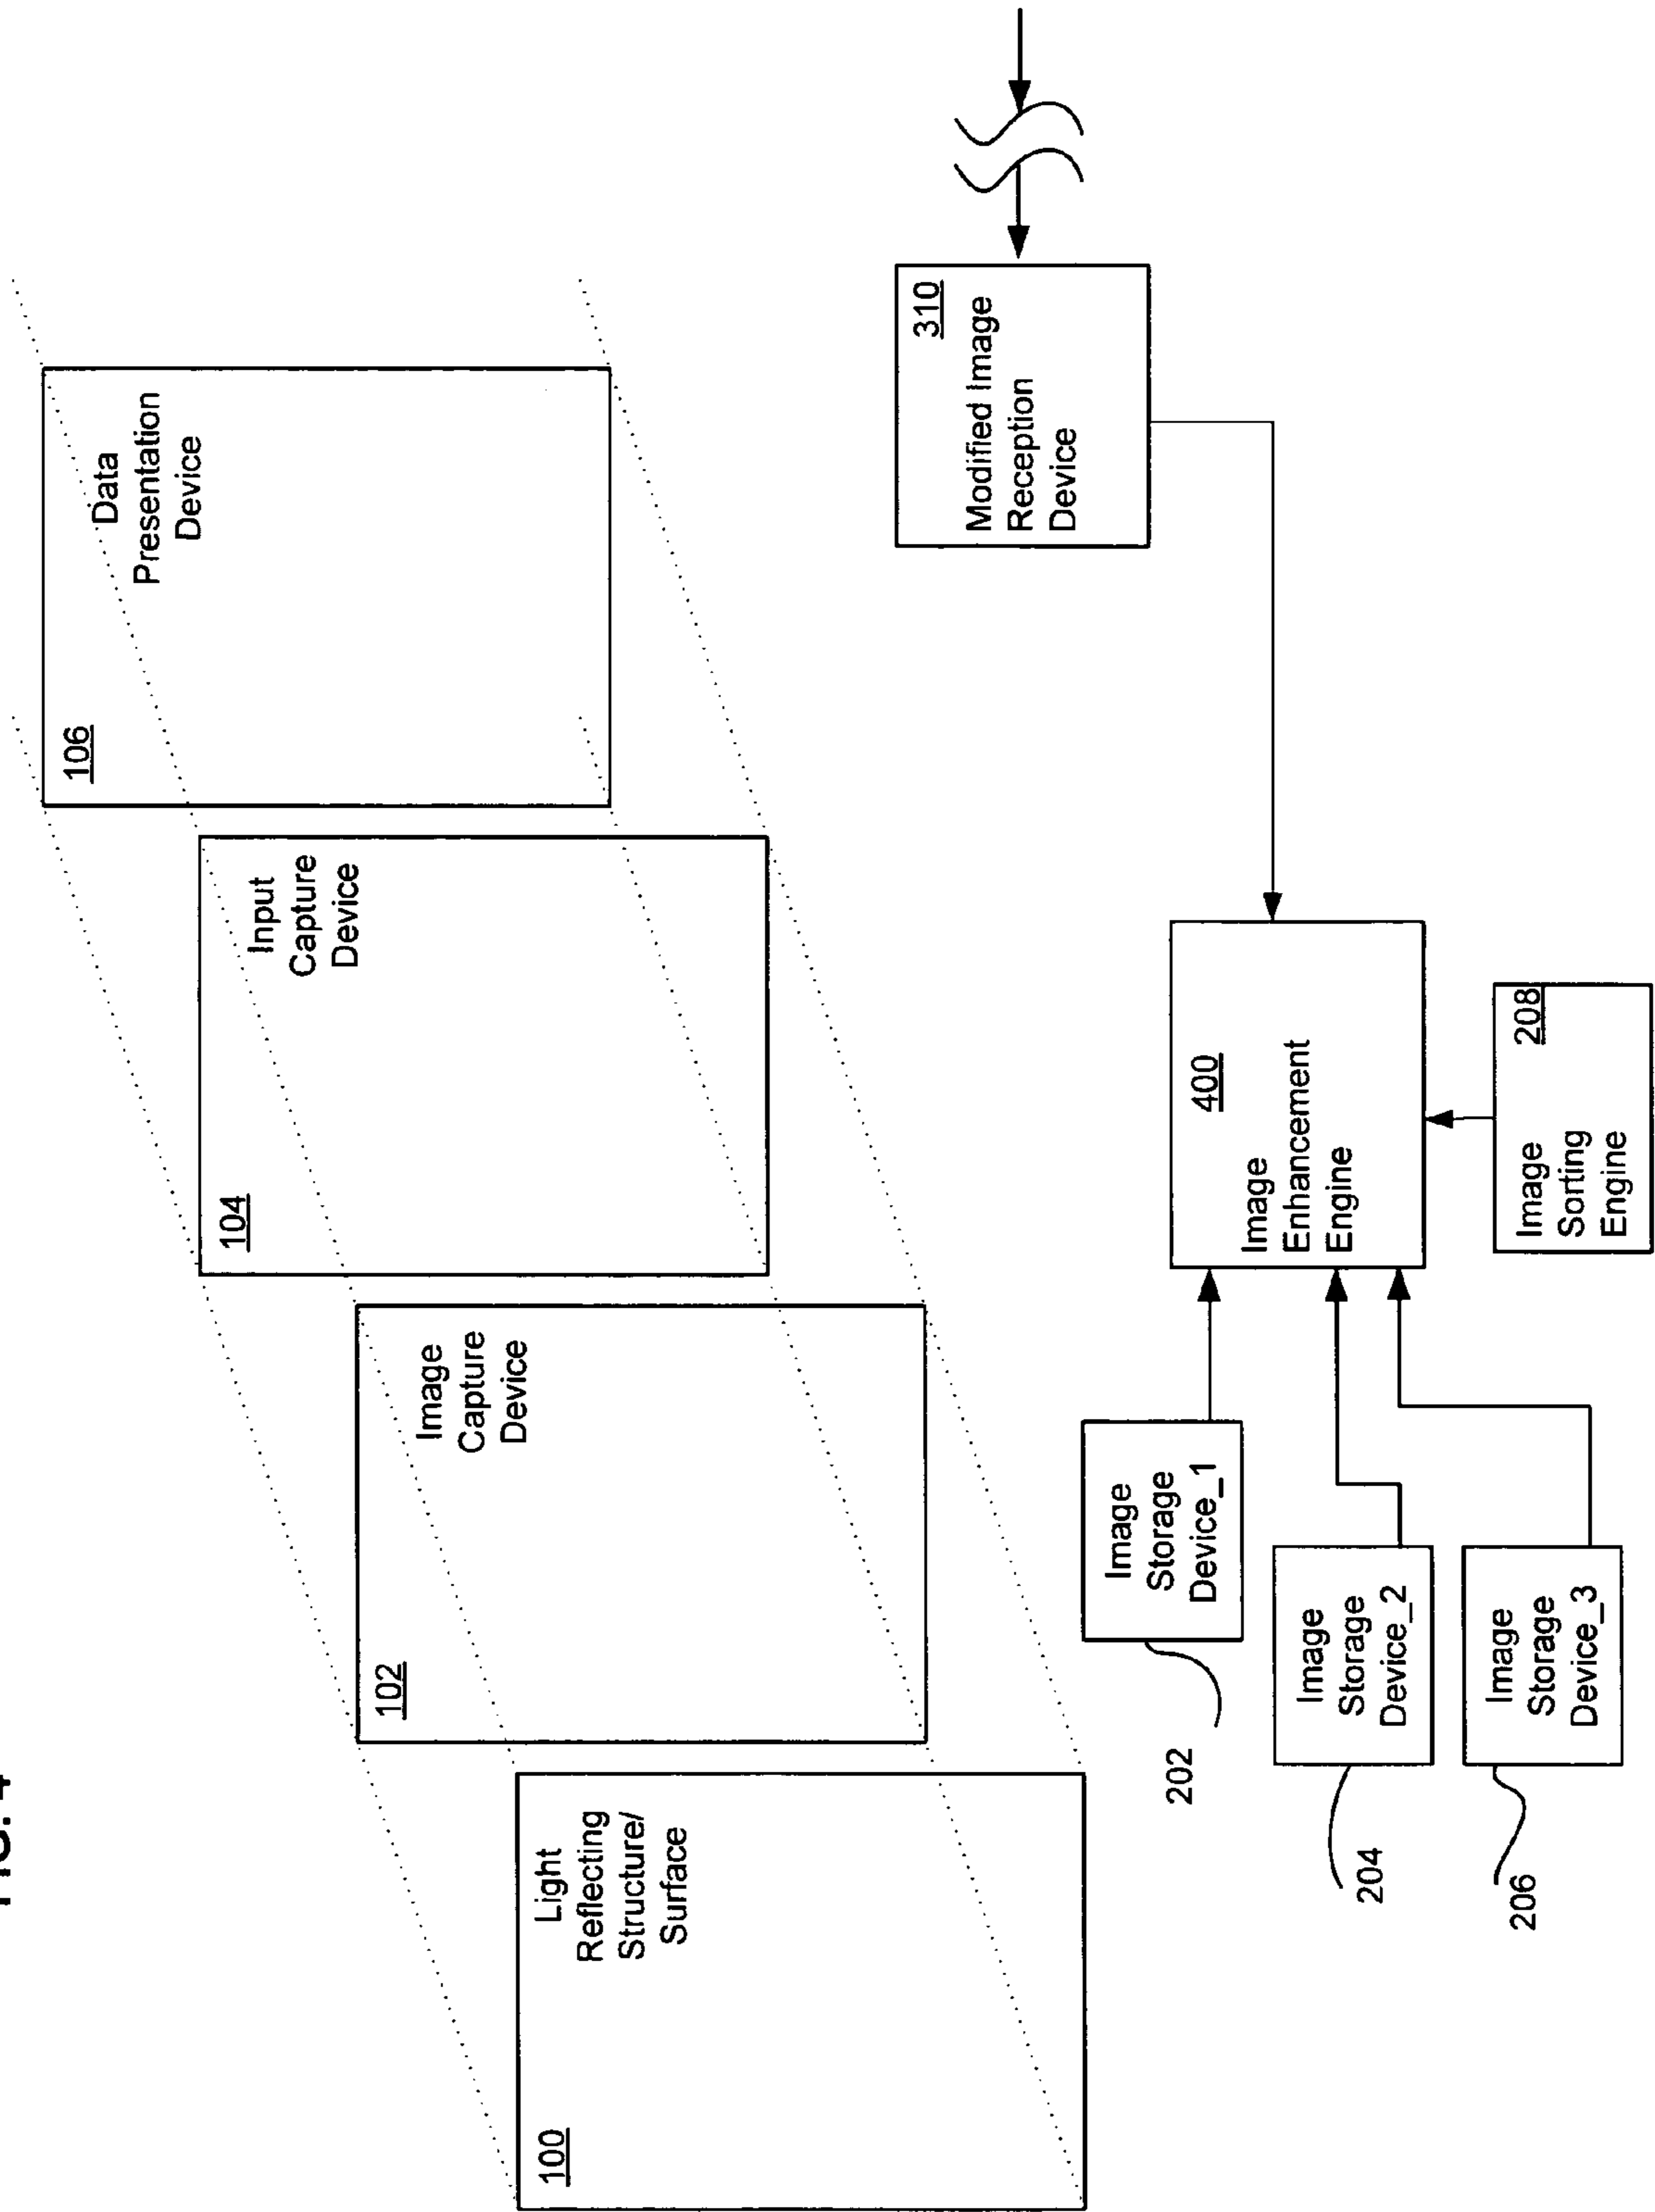 FIG. 4
100
Light
Reflecting
Structure/
Surface
102
Image
Capture
Device
104
Input
Capture
Device
106
Data
Presentation
Device
202
Image
Storage
Device_1
204
Image
Storage
Device_2
206
Image
Storage
Device_3
400
Image
Enhancement
Engine
208
Image
Sorting
Engine
310
Modified Image
Reception
Device